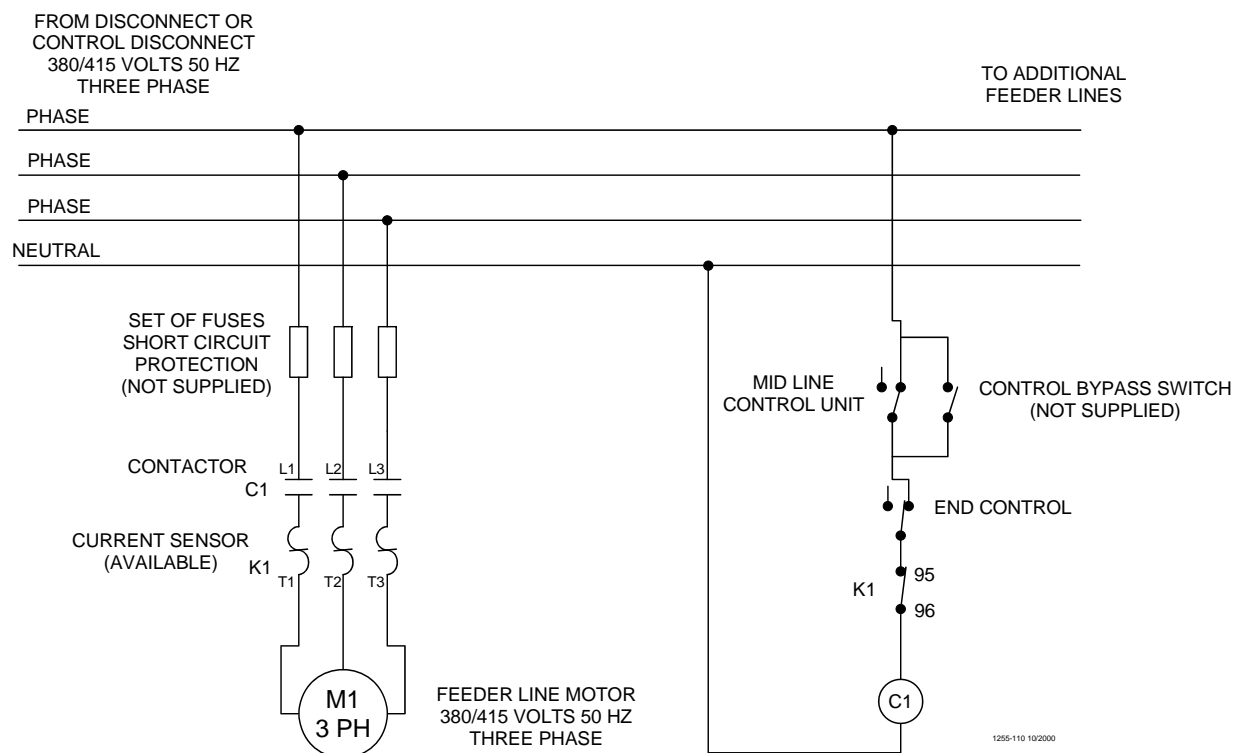 FROM DISCONNECT OR
CONTROL DISCONNECT
380/415 VOLTS 50 HZ
THREE PHASE
TO ADDITIONAL
FEEDER LINES
PHASE
PHASE
PHASE
NEUTRAL
SET OF FUSES
SHORT CIRCUIT
PROTECTION
(NOT SUPPLIED)
MID LINE
CONTROL UNIT
CONTROL BYPASS SWITCH
(NOT SUPPLIED)
CONTACTOR
C1
L1 L2 L3
END CONTROL
CURRENT SENSOR
(AVAILABLE)
K1
T1 T2 T3
K1
95
96
M1
3 PH
FEEDER LINE MOTOR
380/415 VOLTS 50 HZ
THREE PHASE
C1
1255-110 10/2000